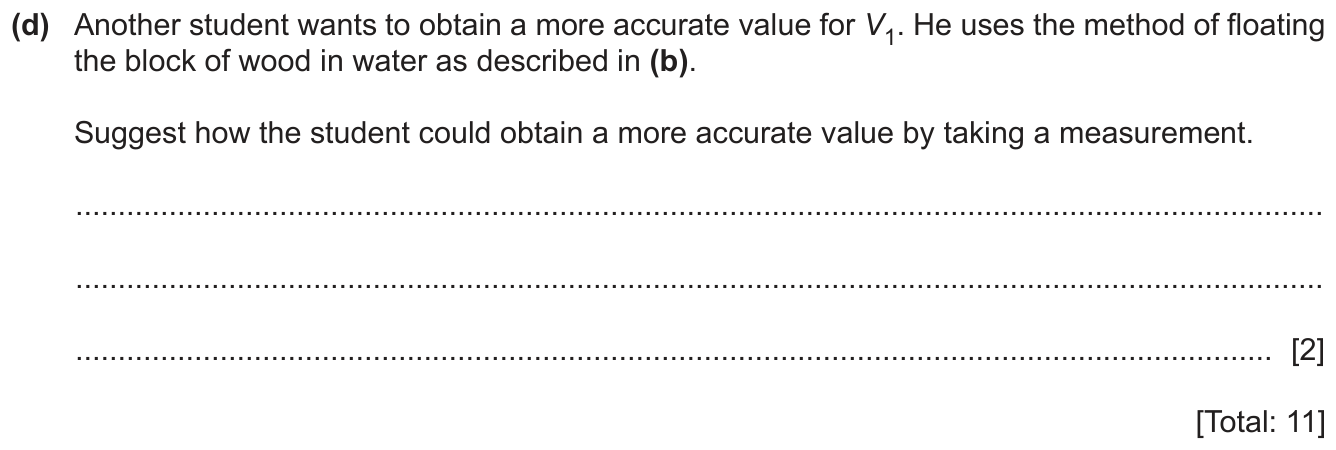 (d) Another student wants to obtain a more accurate value for V₁. He uses the method of floating
the block of wood in water as described in (b).
Suggest how the student could obtain a more accurate value by taking a measurement.
..........................................................................................................................................
..........................................................................................................................................
.................................................................................................................................... [2]
[Total: 11]